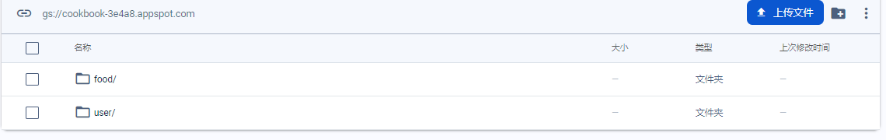 gs://cookbook-3e4a8.appspot.com 上传文件
名称 大小 类型 上次修改时间
food/ — 文件夹 —
user/ — 文件夹 —